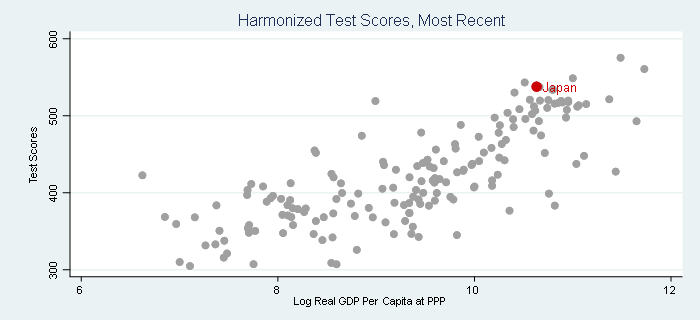 Harmonized Test Scores, Most Recent
Test Scores
600
500
400
300
Japan
6
8
10
12
Log Real GDP Per Capita at PPP